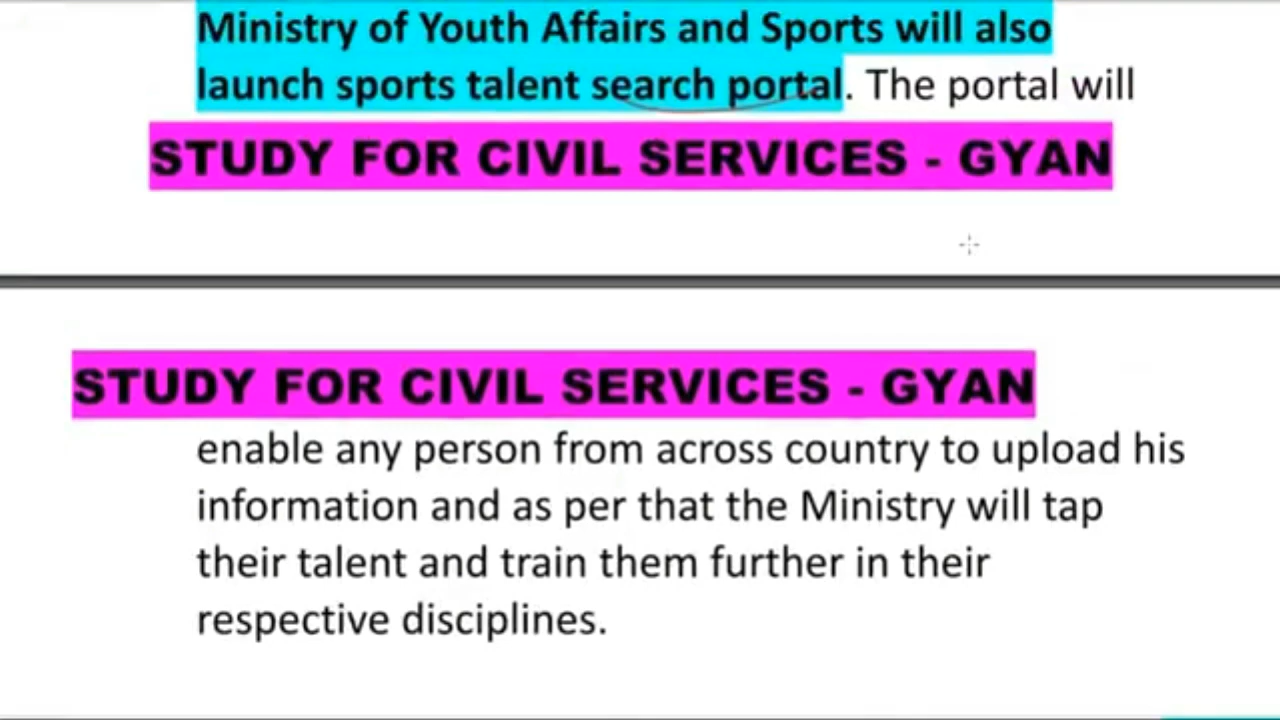 Ministry of Youth Affairs and Sports will also
launch sports talent search portal. The portal will
STUDY FOR CIVIL SERVICES - GYAN
STUDY FOR CIVIL SERVICES - GYAN
enable any person from across country to upload his
information and as per that the Ministry will tap
their talent and train them further in their
respective disciplines.